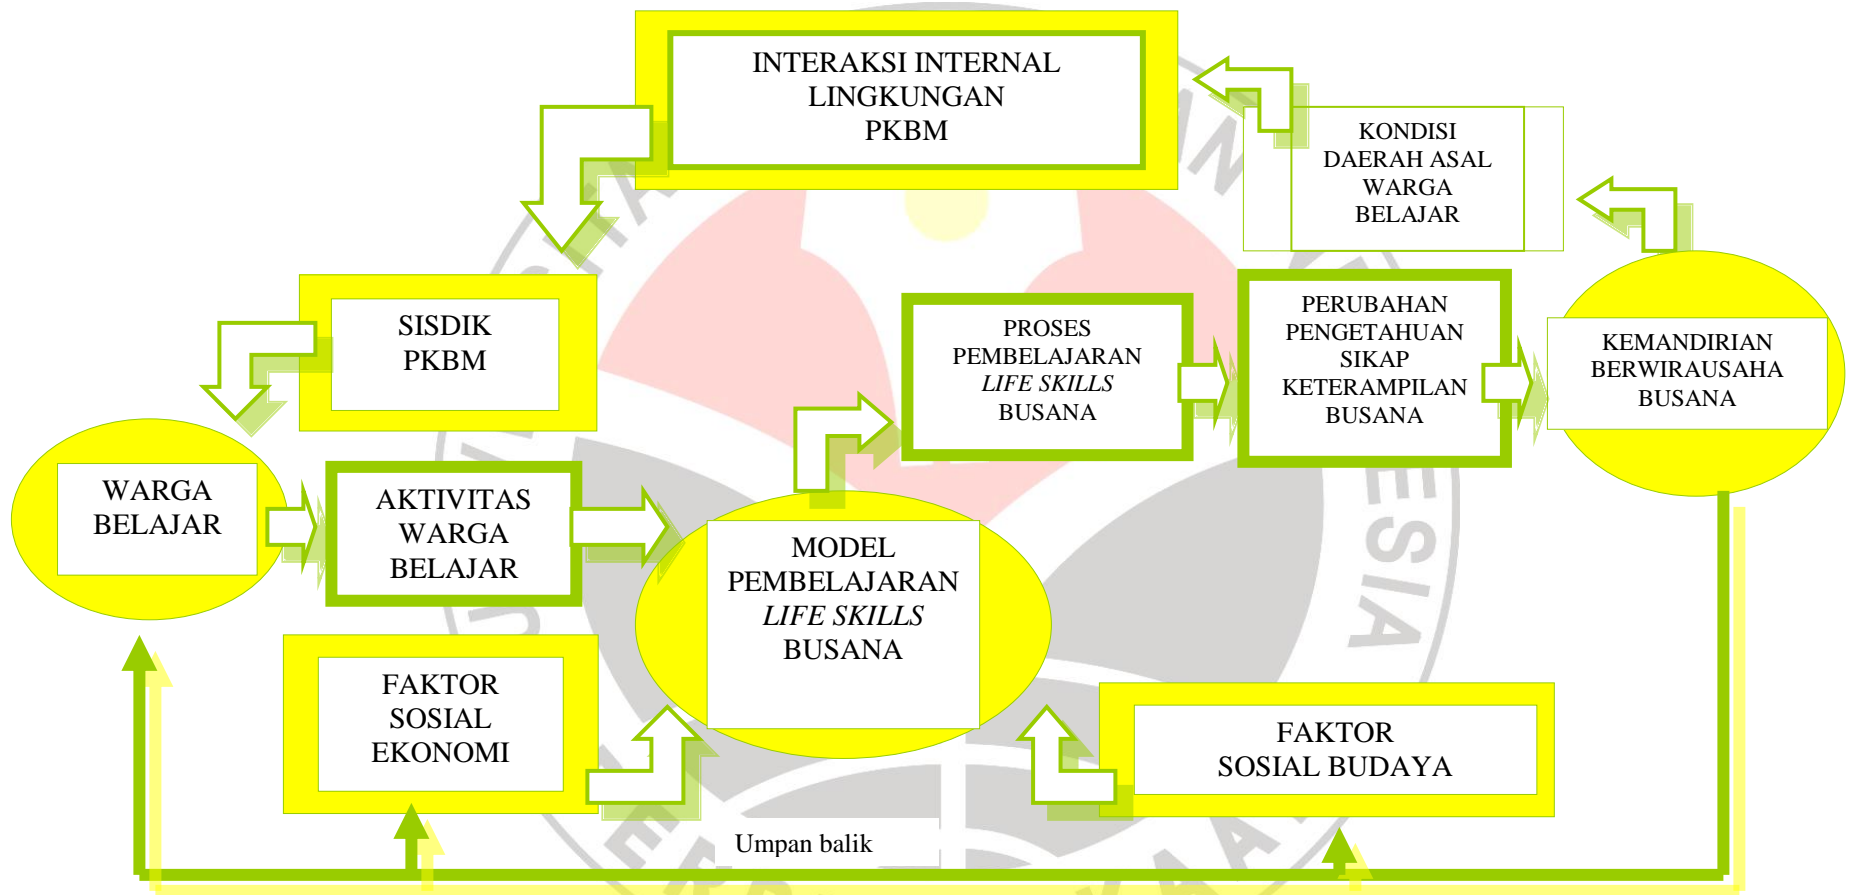 INTERAKSI INTERNAL
LINGKUNGAN
PKBM
KONDISI
DAERAH ASAL
WARGA
BELAJAR
SISDIK
PKBM
PROSES
PEMBELAJARAN
LIFE SKILLS
BUSANA
PERUBAHAN
PENGETAHUAN
SIKAP
KETERAMPILAN
BUSANA
KEMANDIRIAN
BERWIRAUSAHA
BUSANA
WARGA
BELAJAR
AKTIVITAS
WARGA
BELAJAR
MODEL
PEMBELAJARAN
LIFE SKILLS
BUSANA
FAKTOR
SOSIAL
EKONOMI
FAKTOR
SOSIAL BUDAYA
Umpan balik